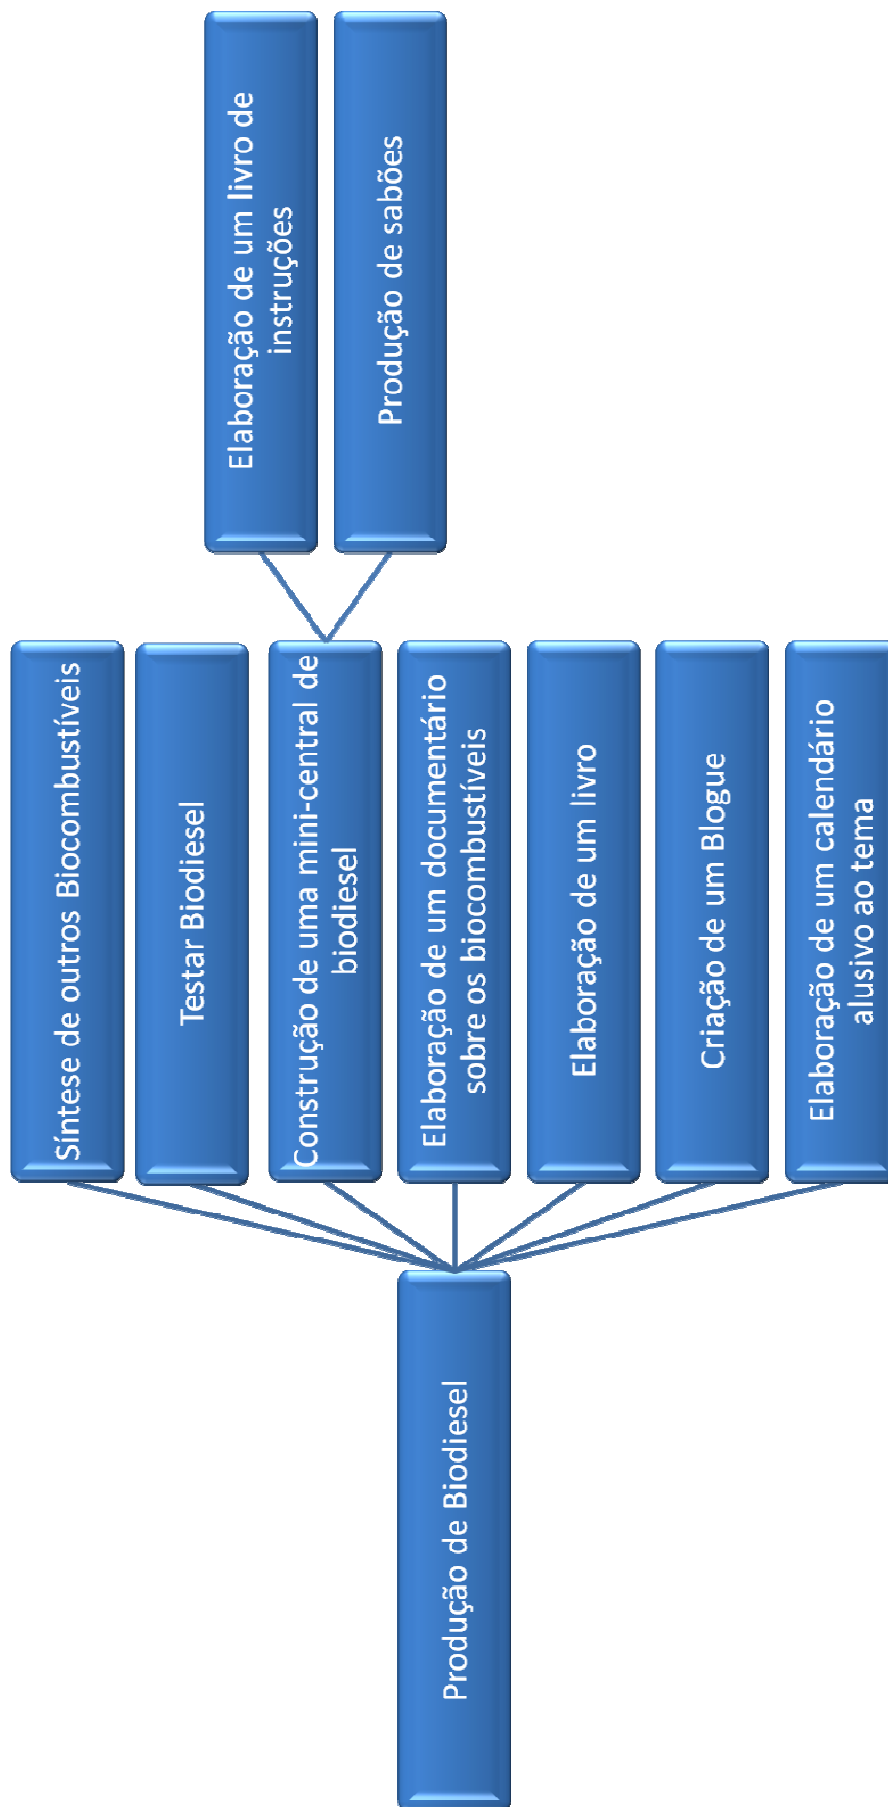 Produção de Biodiesel
Síntese de outros Biocombustíveis
Testar Biodiesel
Construção de uma mini-central de
biodiesel
Elaboração de um livro de
instruções
Produção de sabões
Elaboração de um documentário
sobre os biocombustíveis
Elaboração de um livro
Criação de um Blogue
Elaboração de um calendário
alusivo ao tema